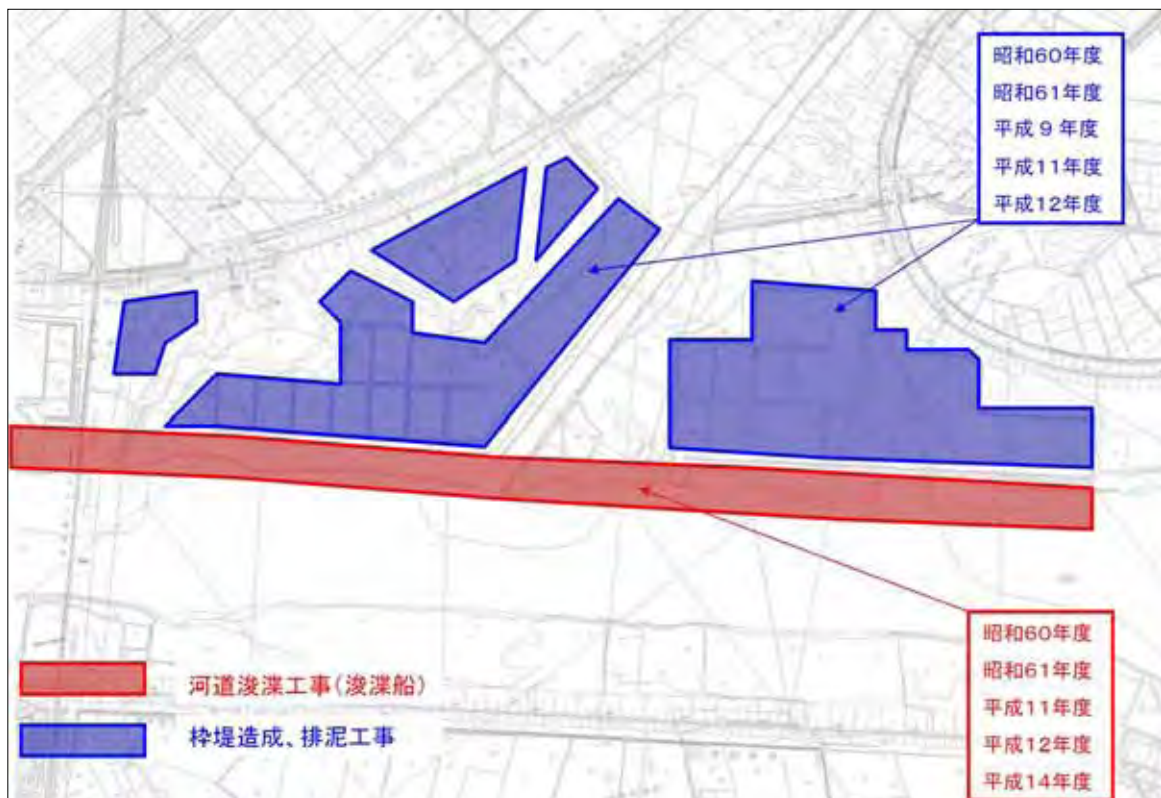 昭和60年度
昭和61年度
平成9年度
平成11年度
平成12年度
昭和60年度
昭和61年度
平成11年度
平成12年度
平成14年度
河道浚渫工事(浚渫船)
枠堤造成、排泥工事